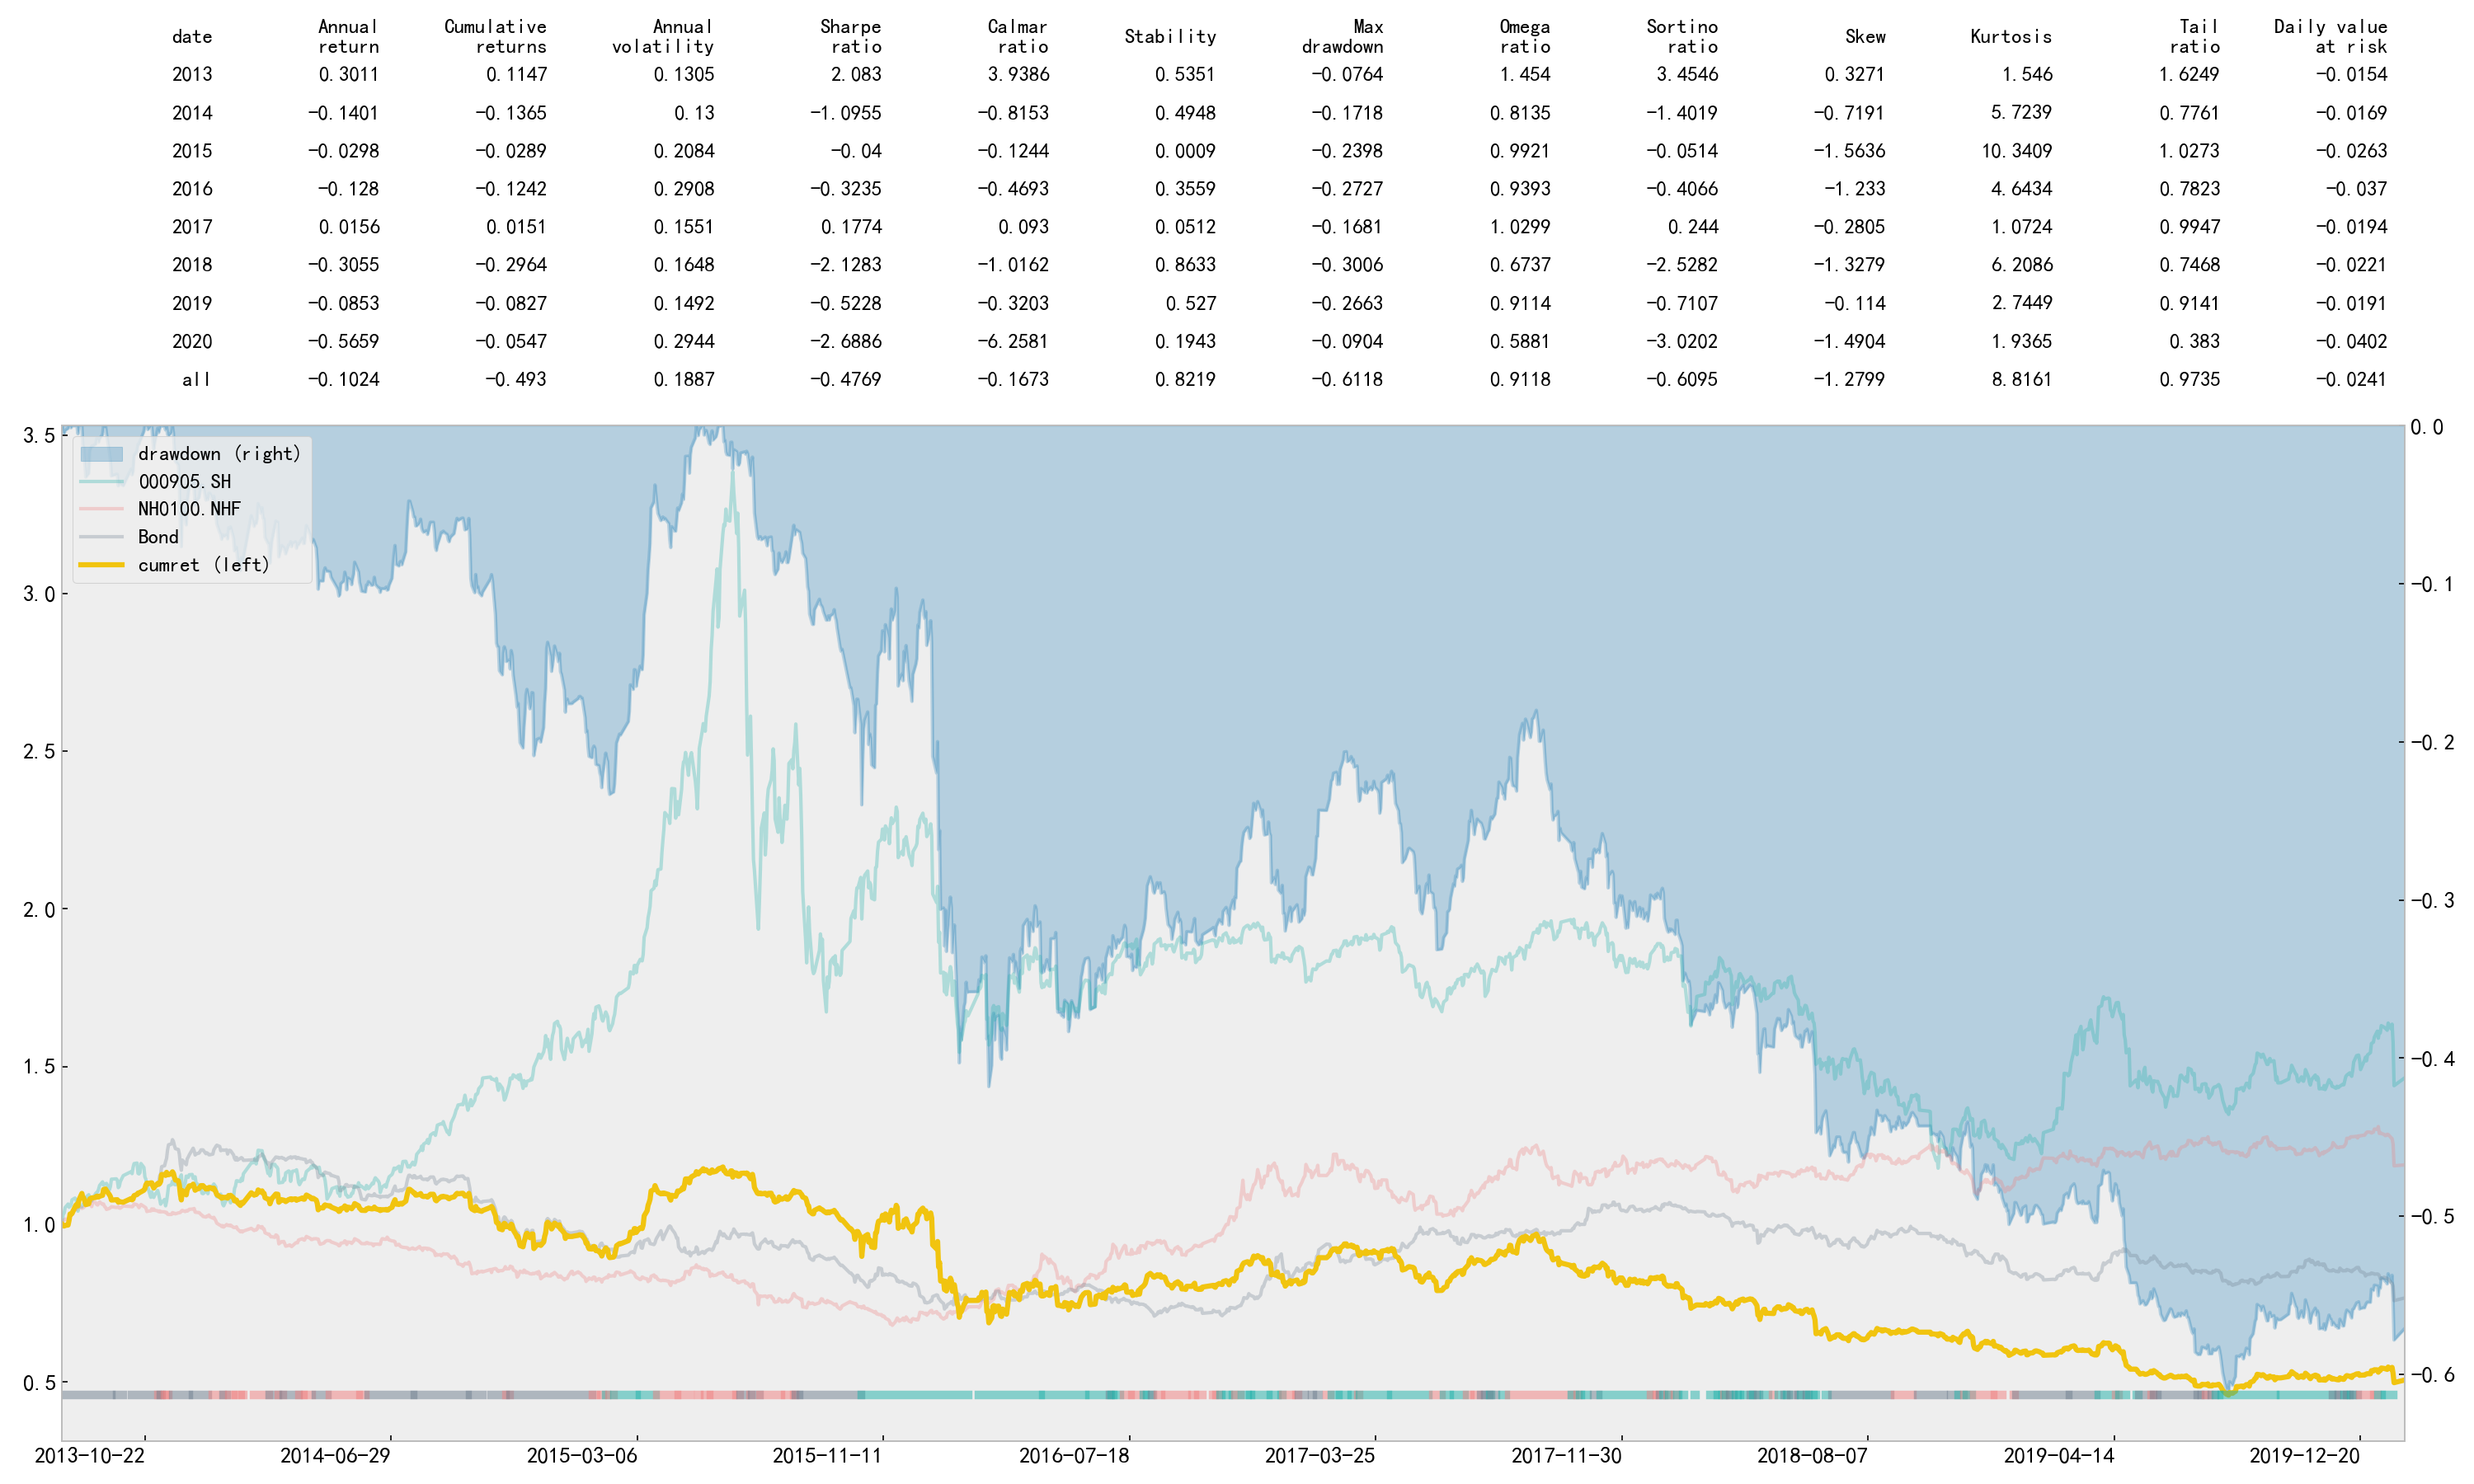 date Annual return Cumulative returns Annual volatility Sharpe ratio Calmar ratio Stability Max drawdown Omega ratio Sortino ratio Skew Kurtosis Tail ratio Daily value at risk
2013 0.3011 0.1147 0.1305 2.083 3.9386 0.5351 -0.0764 1.454 3.4546 0.3271 1.546 1.6249 -0.0154
2014 -0.1401 -0.1365 0.13 -1.0955 -0.8153 0.4948 -0.1718 0.8135 -1.4019 -0.7191 5.7239 0.7761 -0.0169
2015 -0.0298 -0.0289 0.2084 -0.04 -0.1244 0.0009 -0.2398 0.9921 -0.0514 -1.5636 10.3409 1.0273 -0.0263
2016 -0.128 -0.1242 0.2908 -0.3235 -0.4693 0.3559 -0.2727 0.9393 -0.4066 -1.233 4.6434 0.7823 -0.037
2017 0.0156 0.0151 0.1551 0.1774 0.093 0.0512 -0.1681 1.0299 0.244 -0.2805 1.0724 0.9947 -0.0194
2018 -0.3055 -0.2964 0.1648 -2.1283 -1.0162 0.8633 -0.3006 0.6737 -2.5282 -1.3279 6.2086 0.7468 -0.0221
2019 -0.0853 -0.0827 0.1492 -0.5228 -0.3203 0.527 -0.2663 0.9114 -0.7107 -0.114 2.7449 0.9141 -0.0191
2020 -0.5659 -0.0547 0.2944 -2.6886 -6.2581 0.1943 -0.0904 0.5881 -3.0202 -1.4904 1.9365 0.383 -0.0402
all -0.1024 -0.493 0.1887 -0.4769 -0.1673 0.8219 -0.6118 0.9118 -0.6095 -1.2799 8.8161 0.9735 -0.0241
3.5
3.0
2.5
2.0
1.5
1.0
0.5
drawdown (right)
000905.SH
NH0100.NHF
Bond
cumret (left)
0.0
-0.1
-0.2
-0.3
-0.4
-0.5
-0.6
2013-10-22 2014-06-29 2015-03-06 2015-11-11 2016-07-18 2017-03-25 2017-11-30 2018-08-07 2019-04-14 2019-12-20